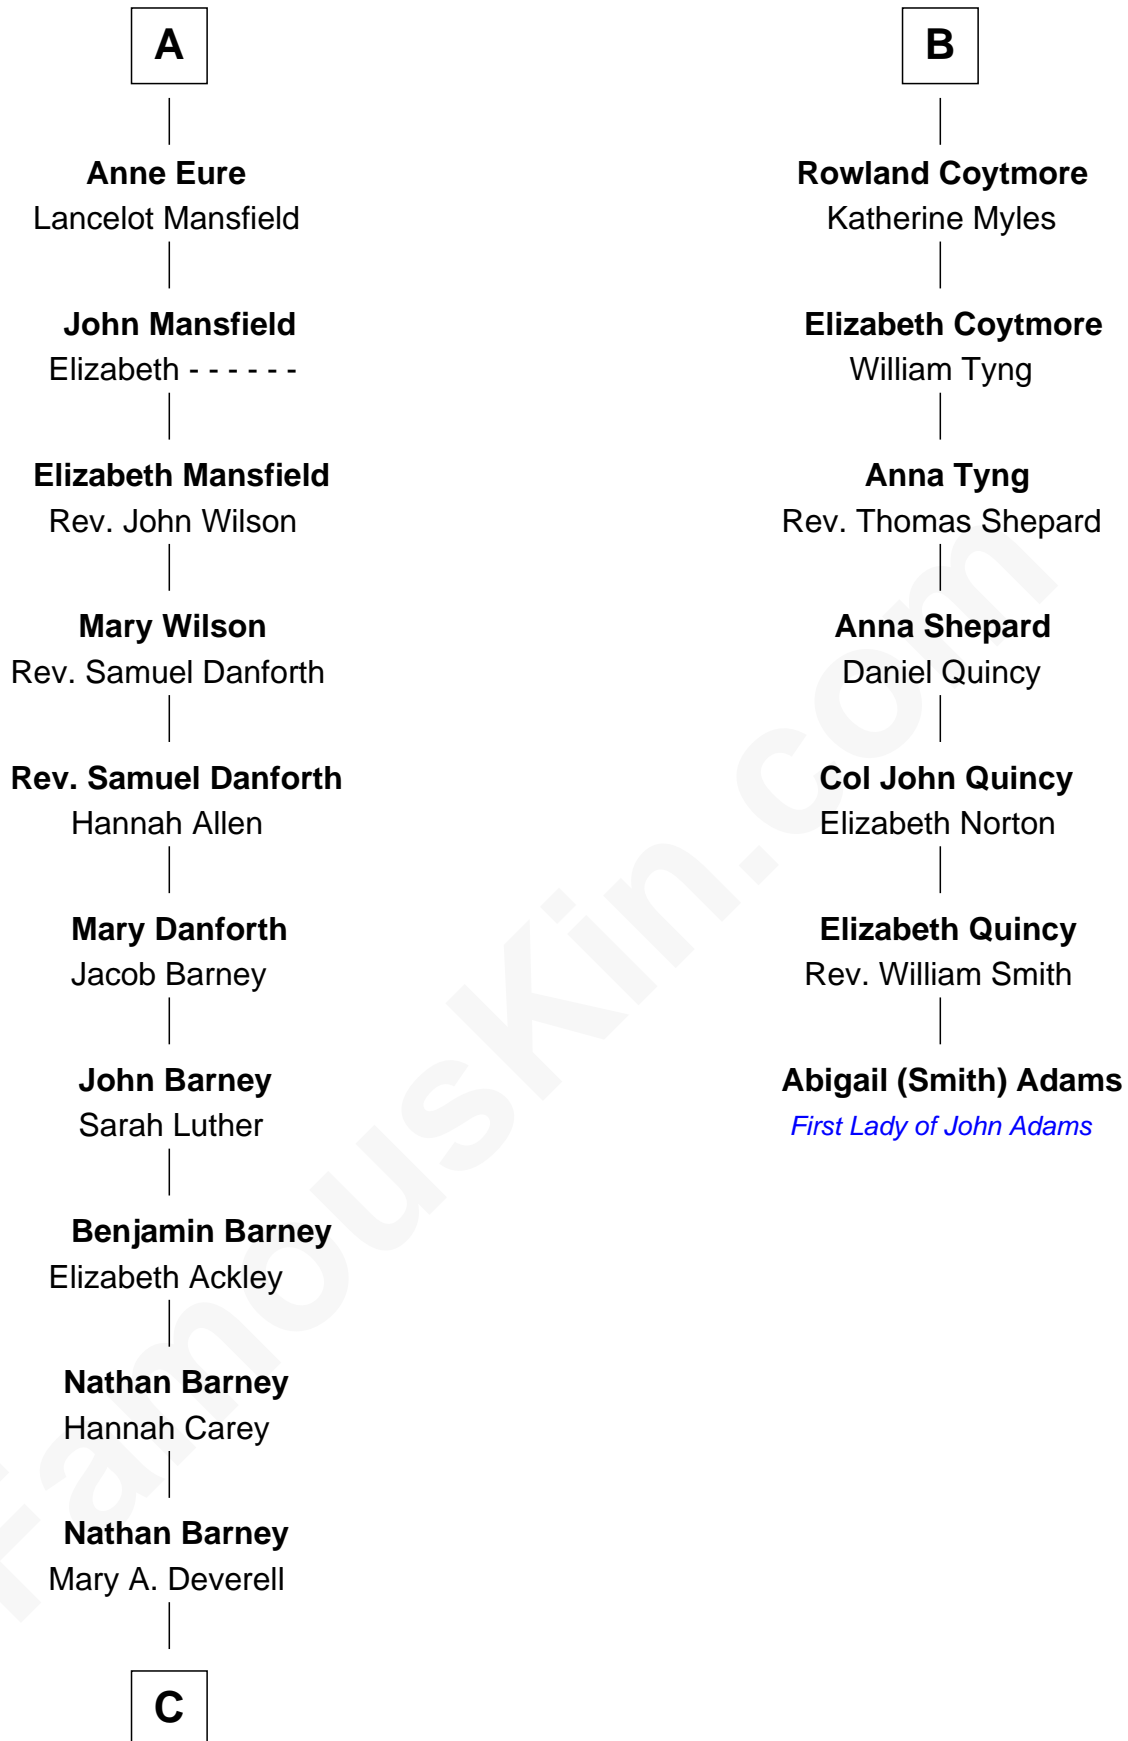 A
Anne Eure
Lancelot Mansfield
John Mansfield
Elizabeth - - - - - -
Elizabeth Mansfield
Rev. John Wilson
Mary Wilson
Rev. Samuel Danforth
Rev. Samuel Danforth
Hannah Allen
Mary Danforth
Jacob Barney
John Barney
Sarah Luther
Benjamin Barney
Elizabeth Ackley
Nathan Barney
Hannah Carey
Nathan Barney
Mary A. Deverell
C
B
Rowland Coytmore
Katherine Myles
Elizabeth Coytmore
William Tyng
Anna Tyng
Rev. Thomas Shepard
Anna Shepard
Daniel Quincy
Col John Quincy
Elizabeth Norton
Elizabeth Quincy
Rev. William Smith
Abigail (Smith) Adams
First Lady of John Adams
FamousKin.com